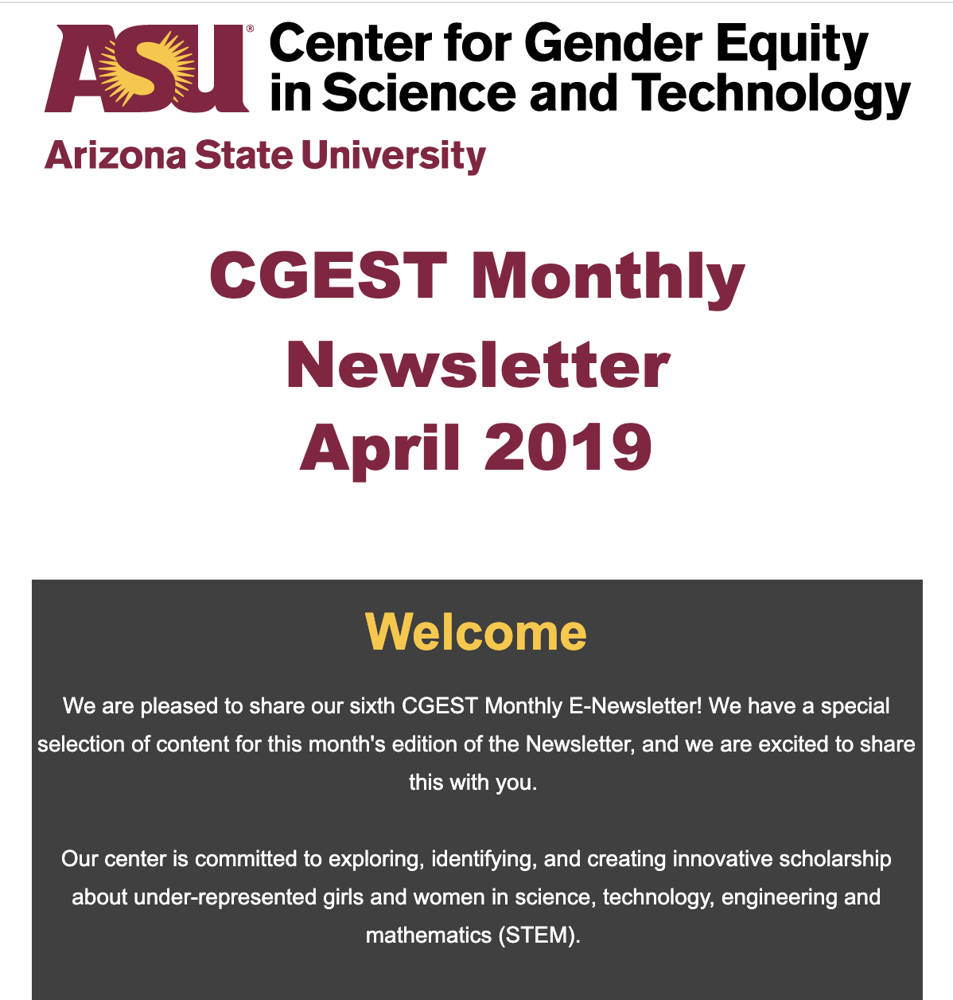 ASU® Center for Gender Equity
in Science and Technology
Arizona State University
CGEST Monthly
Newsletter
April 2019
Welcome
We are pleased to share our sixth CGEST Monthly E-Newsletter! We have a special
selection of content for this month's edition of the Newsletter, and we are excited to share
this with you.
Our center is committed to exploring, identifying, and creating innovative scholarship
about under-represented girls and women in science, technology, engineering and
mathematics (STEM).